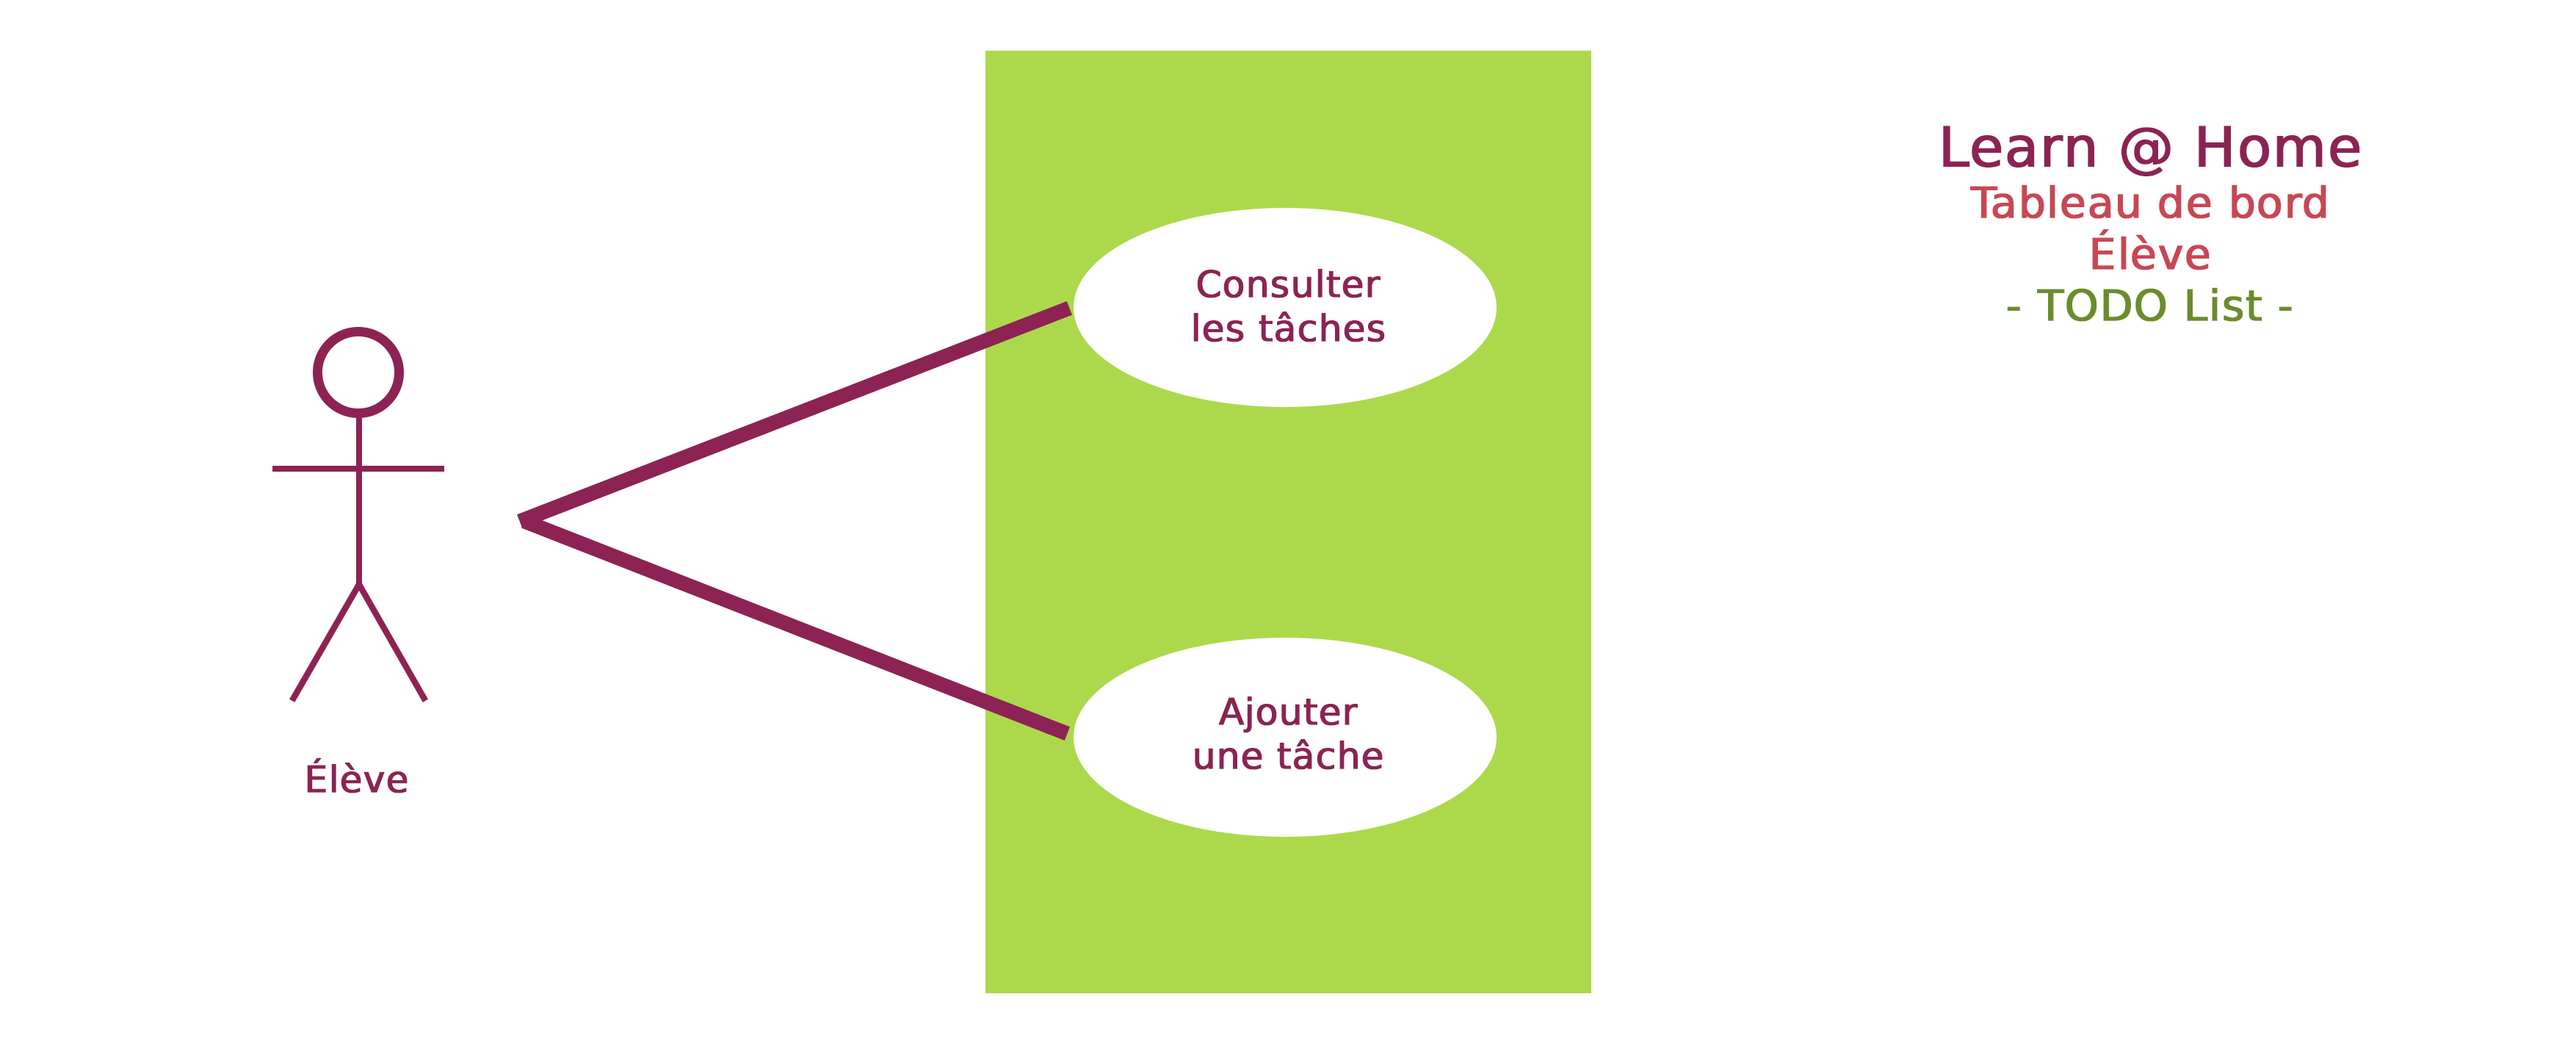 Learn @ Home
Tableau de bord
Élève
- TODO List -
Consulter
les tâches
Ajouter
une tâche
Élève